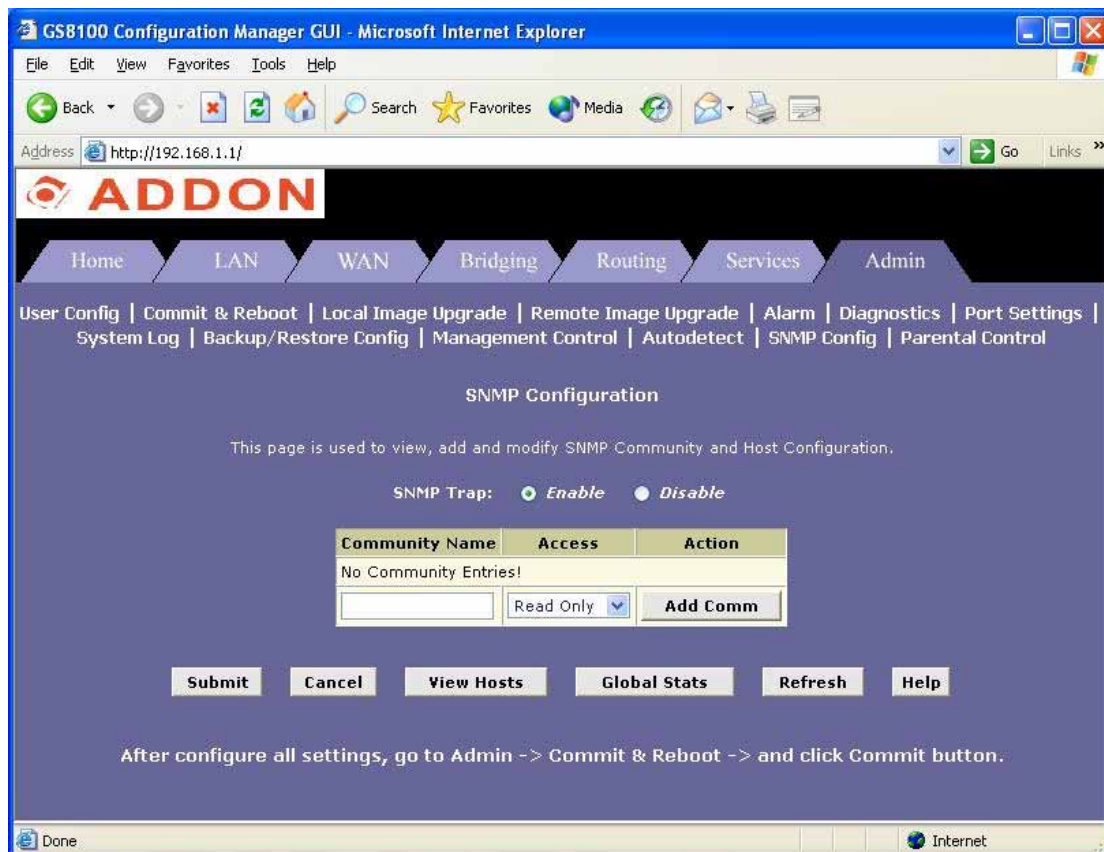 GS8100 Configuration Manager GUI - Microsoft Internet Explorer
File Edit View Favorites Tools Help
Back Search Favorites Media
Address http://192.168.1.1/ Go Links »
ADDON
Home LAN WAN Bridging Routing Services Admin
User Config | Commit & Reboot | Local Image Upgrade | Remote Image Upgrade | Alarm | Diagnostics | Port Settings |
System Log | Backup/Restore Config | Management Control | Autodetect | SNMP Config | Parental Control
SNMP Configuration
This page is used to view, add and modify SNMP Community and Host Configuration.
SNMP Trap: Enable Disable
Community Name Access Action
No Community Entries!
Read Only Add Comm
Submit Cancel View Hosts Global Stats Refresh Help
After configure all settings, go to Admin -> Commit & Reboot -> and click Commit button.
Done Internet